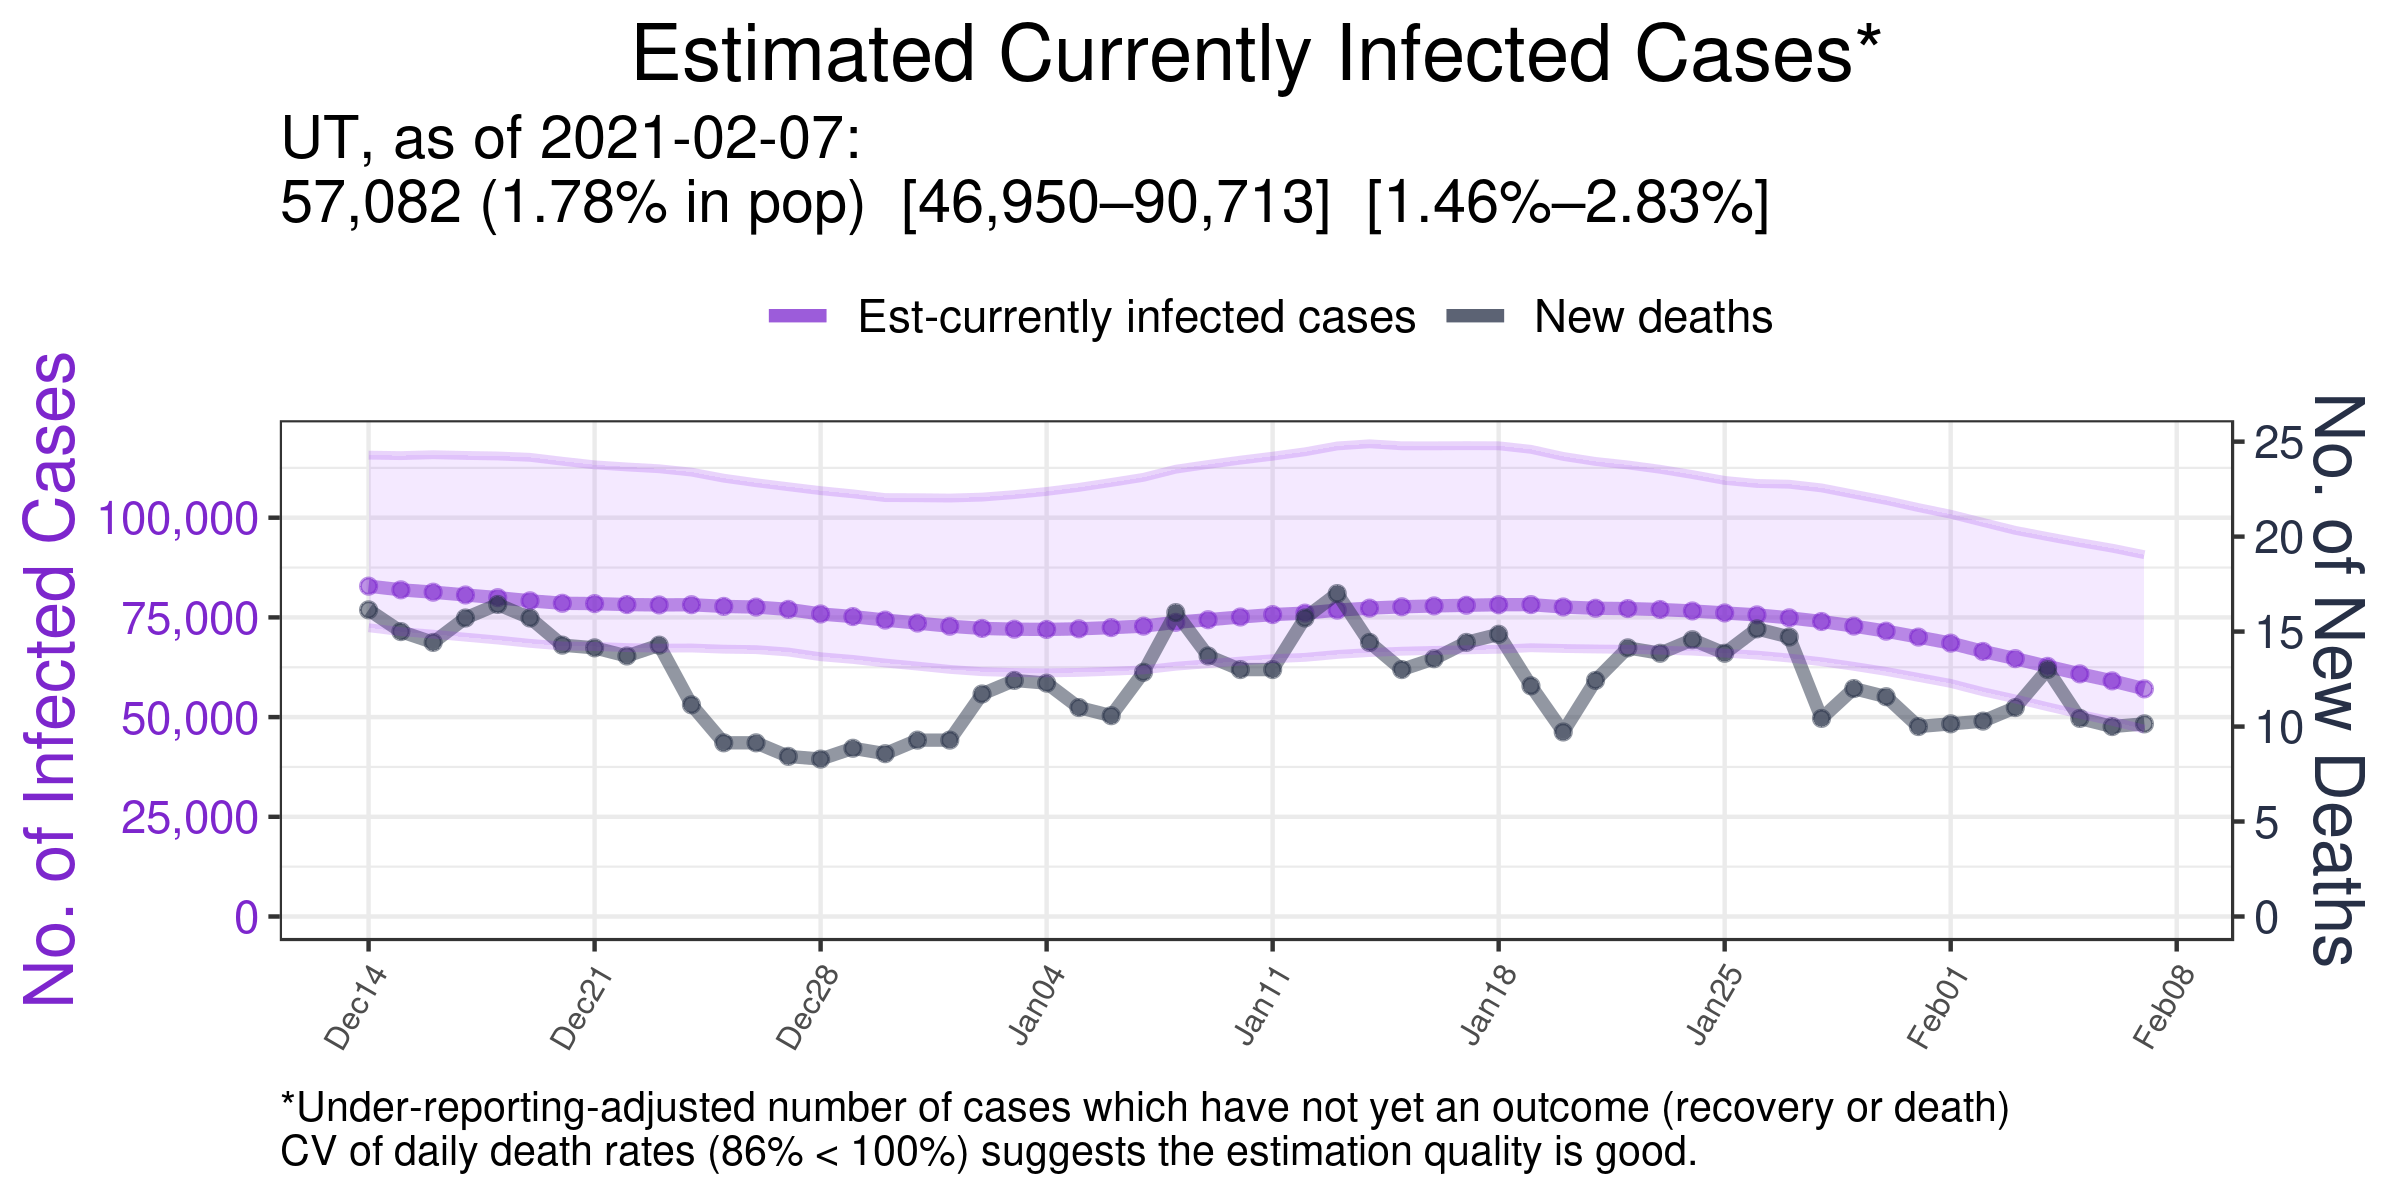 Estimated Currently Infected Cases*
UT, as of 2021-02-07:
57,082 (1.78% in pop)  [46,950–90,713]  [1.46%–2.83%]
Est-currently infected cases
New deaths
No. of Infected Cases
100,000
75,000
50,000
25,000
0
25
20
15
10
5
0
No. of New Deaths
Dec14
Dec21
Dec28
Jan04
Jan11
Jan18
Jan25
Feb01
Feb08
*Under-reporting-adjusted number of cases which have not yet an outcome (recovery or death)
CV of daily death rates (86% < 100%) suggests the estimation quality is good.